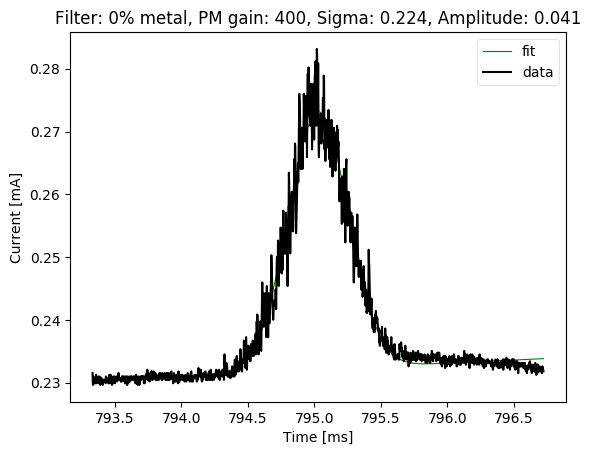 Filter: 0% metal, PM gain: 400, Sigma: 0.224, Amplitude: 0.041
fit
data
0.28
0.27
0.26
0.25
0.24
0.23
Current [mA]
793.5 794.0 794.5 795.0 795.5 796.0 796.5
Time [ms]